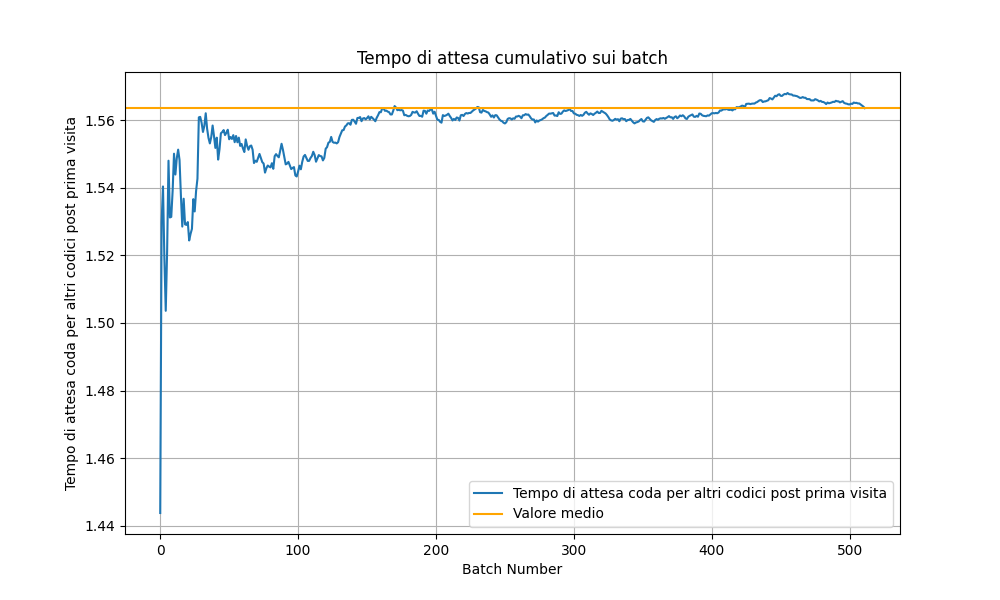 Tempo di attesa cumulativo sui batch
Tempo di attesa coda per altri codici post prima visita
1.56
1.54
1.52
1.50
1.48
1.46
1.44
Tempo di attesa coda per altri codici post prima visita
Valore medio
0 100 200 300 400 500
Batch Number